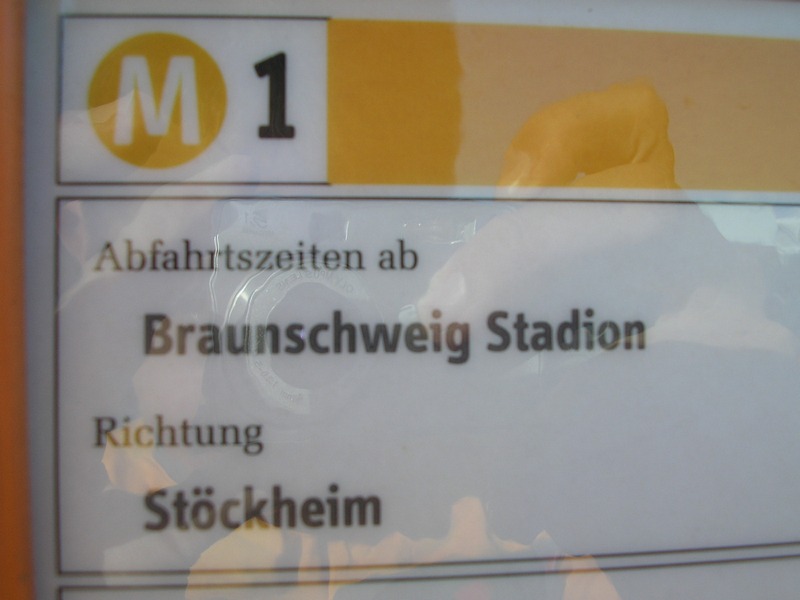 M 1
Abfahrtszeiten ab
Braunschweig Stadion
Richtung
Stöckheim